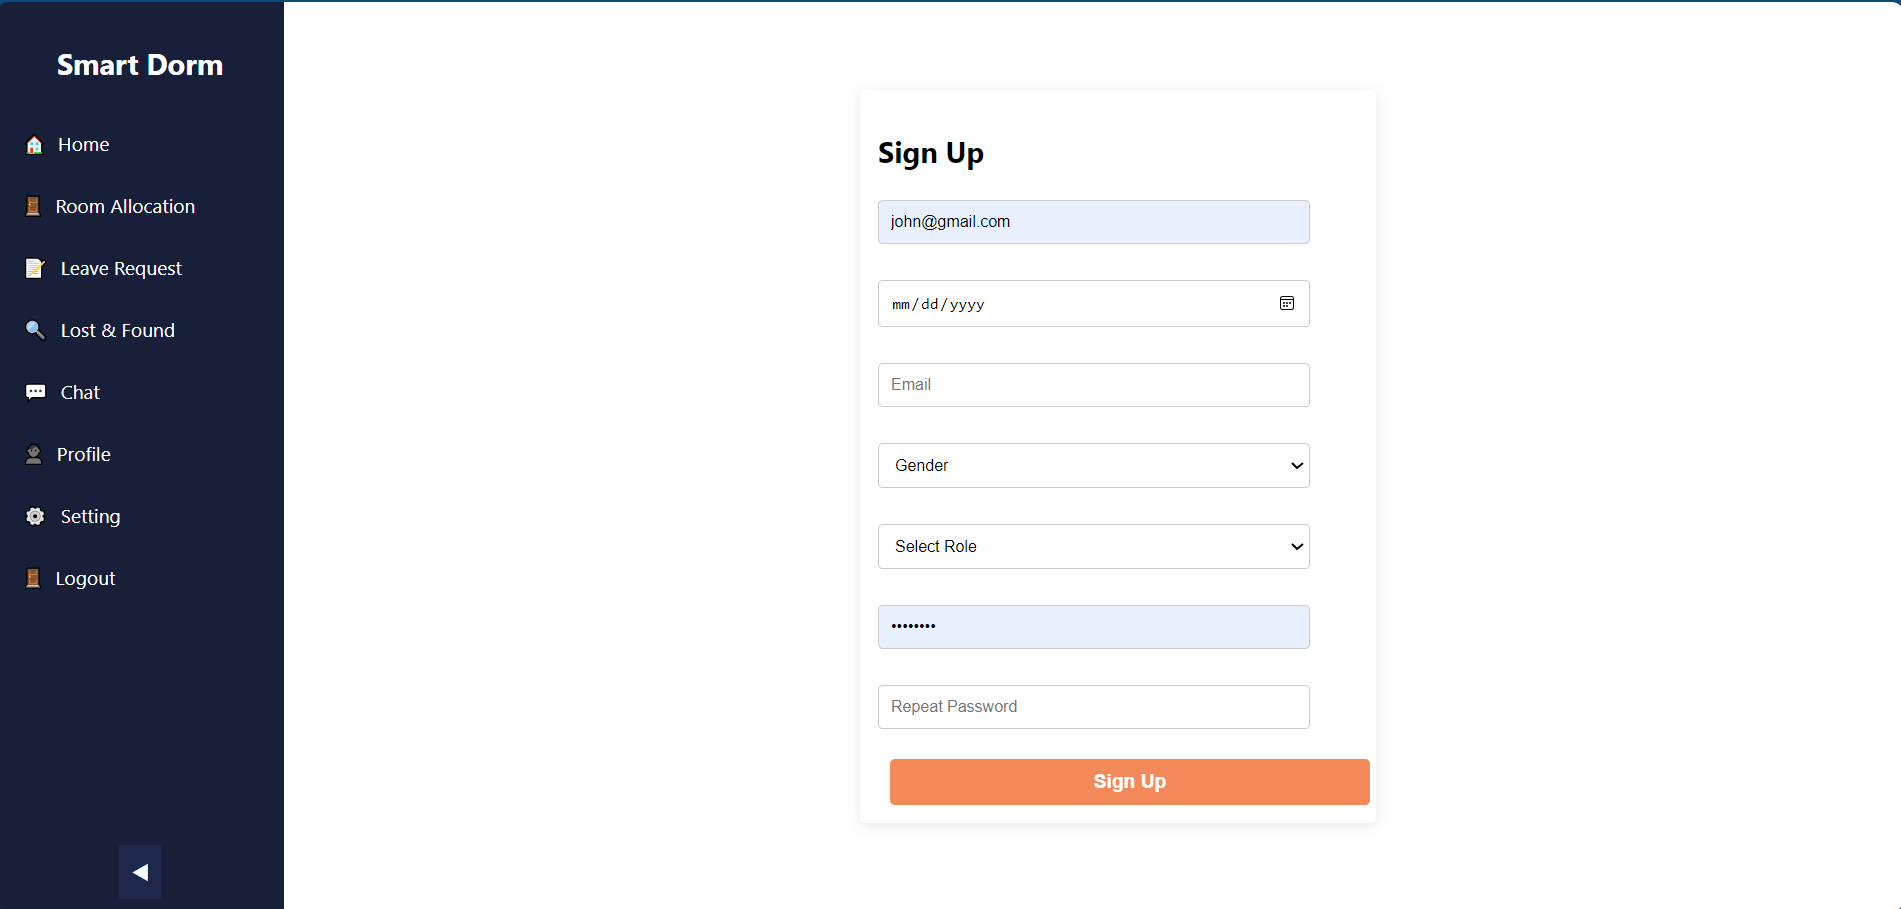 Smart Dorm
Home
Room Allocation
Leave Request
Lost & Found
Chat
Profile
Setting
Logout
Sign Up
john@gmail.com
mm/dd/yyyy
Email
Gender
Select Role
••••••••
Repeat Password
Sign Up